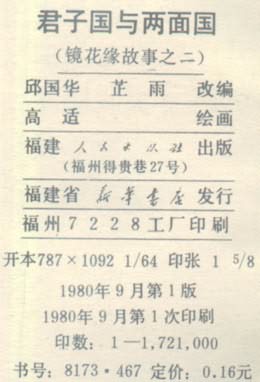 君子国与两面国
（镜花缘故事之二）
邱国华 芷雨 改编
高适 绘画
福建人民出版社 出版
（福州得贵巷27号）
福建省新华书店 发行
福州7228工厂印刷
开本787×1092 1/64 印张 1 5/8
1980年9月第1版
1980年9月第1次印刷
印数：1—1,721,000
书号：8173·467 定价：0.16元